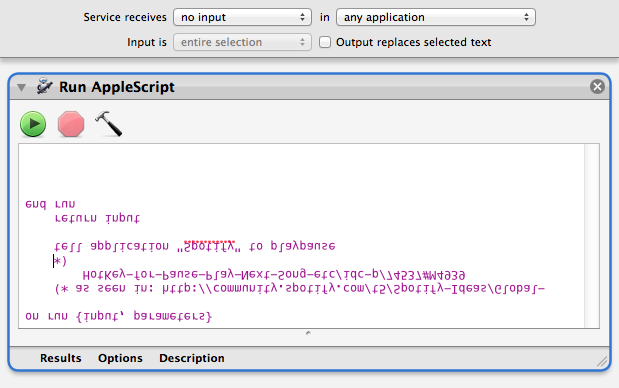 Service receives no input in any application
Input is entire selection Output replaces selected text
Run AppleScript
on run {input, parameters}
(* as seen in: http://community.spotify.com/t5/Spotify-Ideas/Global-
HotKey-for-Pause-Play-Next-Song-etc/idc-p/74537#M4939
*)
tell application "Spotify" to playpause
return input
end run
Results Options Description